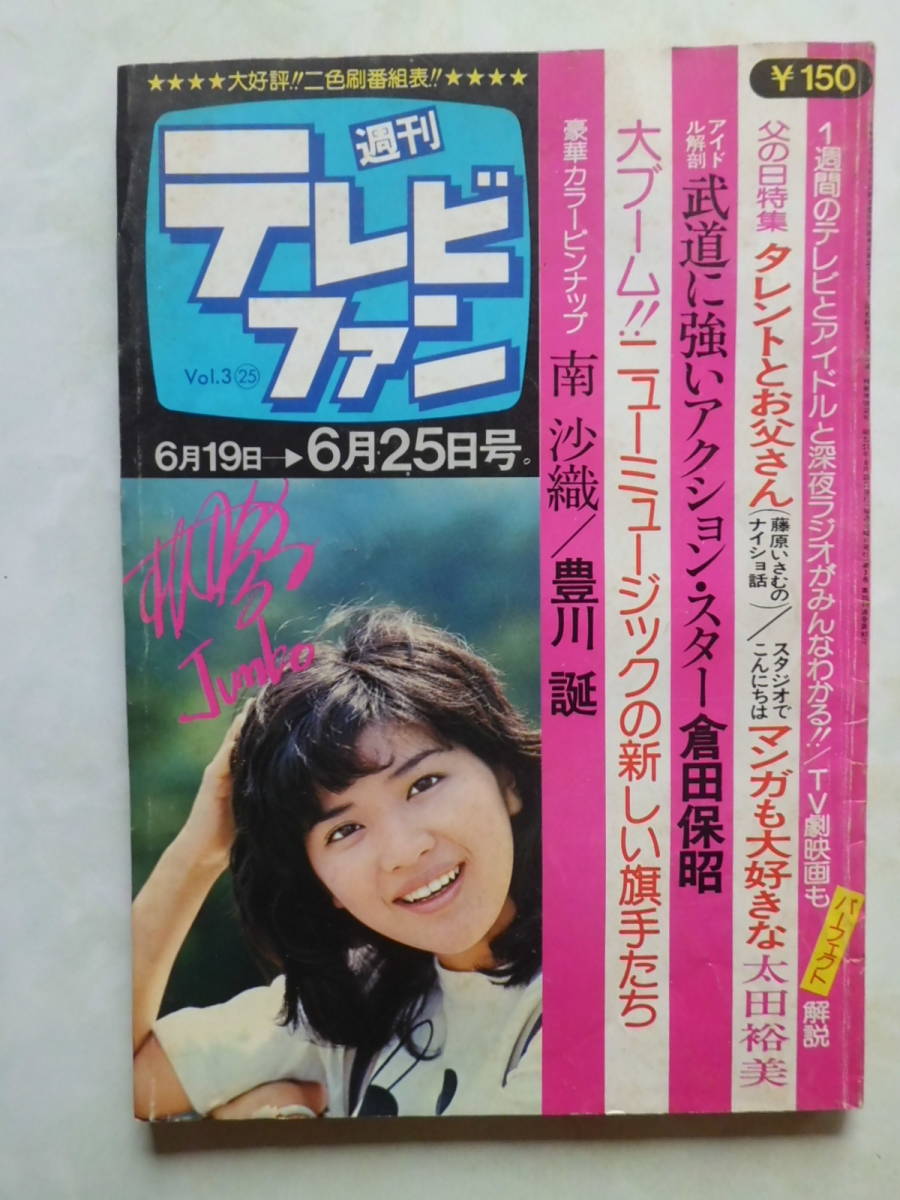 ★★★★大好評!!二色刷番組表!!★★★★
週刊
テレビ
ファン
Vol.3㉕
6月19日→6月25日号。
Junko
¥150
1週間のテレビとアイドルと深夜ラジオがみんなわかる!!/TV劇映画もパーフェクト解説
父の日特集 タレントとお父さん(藤原いさむのナイショ話)/スタジオでこんにちは マンガも大好きな太田裕美
アイドル解剖 武道に強いアクション・スター倉田保昭
大ブーム!!ニューミュージックの新しい旗手たち
豪華カラーピンナップ 南沙織/豊川誕